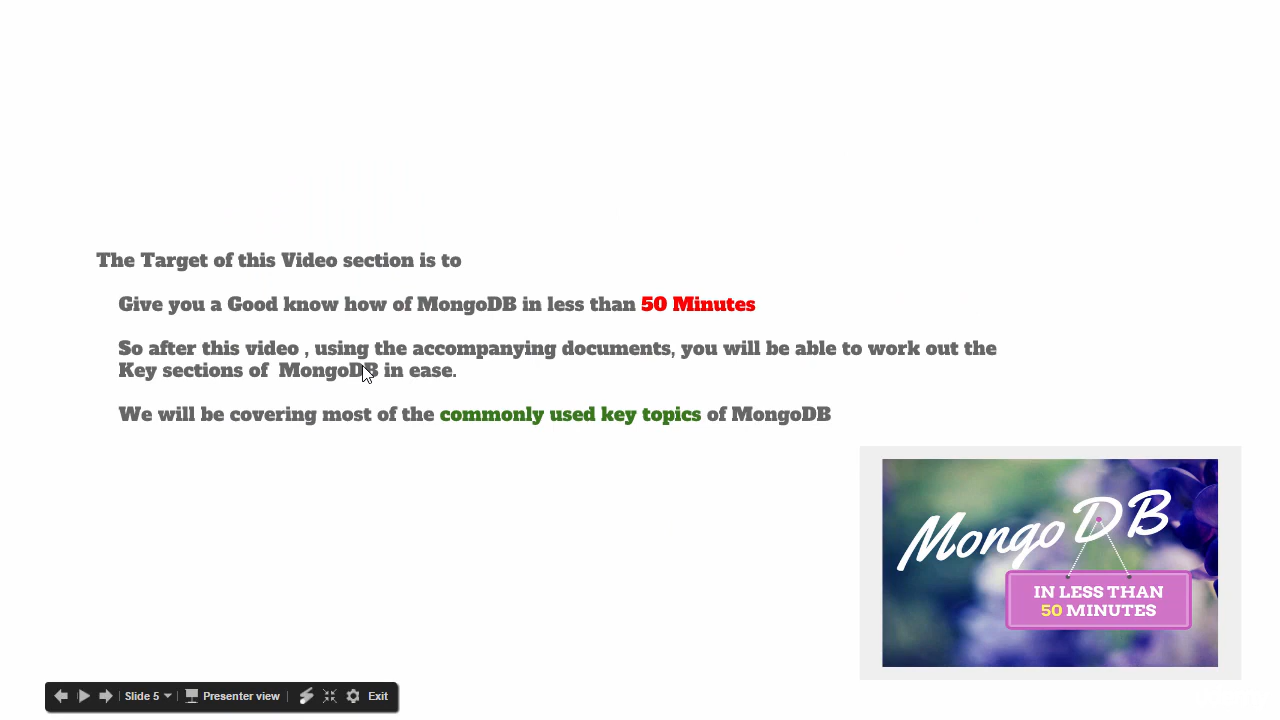 The Target of this Video section is to
Give you a Good know how of MongoDB in less than 50 Minutes
So after this video , using the accompanying documents, you will be able to work out the
Key sections of MongoDB in ease.
We will be covering most of the commonly used key topics of MongoDB
MongoDB
IN LESS THAN
50 MINUTES
Slide 5 Presenter view Exit